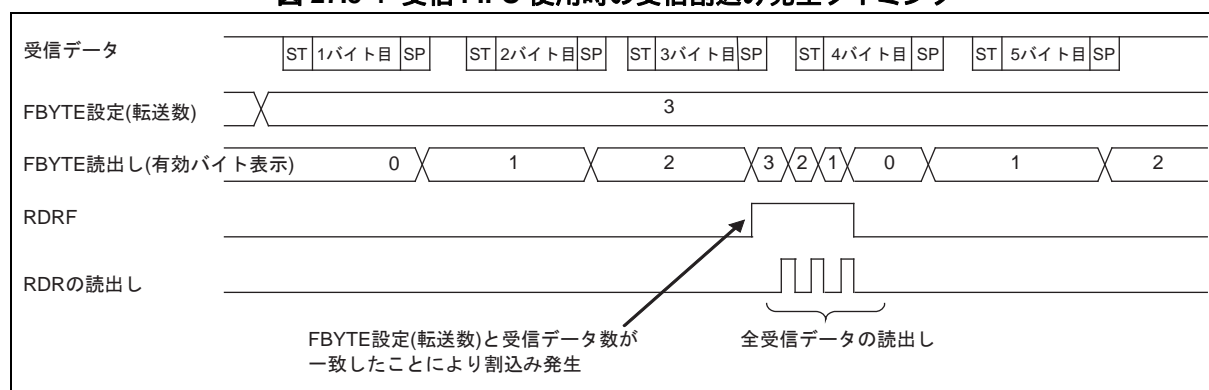 受信データ ST 1バイト目 SP ST 2バイト目 SP ST 3バイト目 SP ST 4バイト目 SP ST 5バイト目 SP
FBYTE設定(転送数) 3
FBYTE読出し(有効バイト表示) 0 1 2 3 2 1 0 1 2
RDRF
RDRの読出し
FBYTE設定(転送数)と受信データ数が
一致したことにより割込み発生
全受信データの読出し